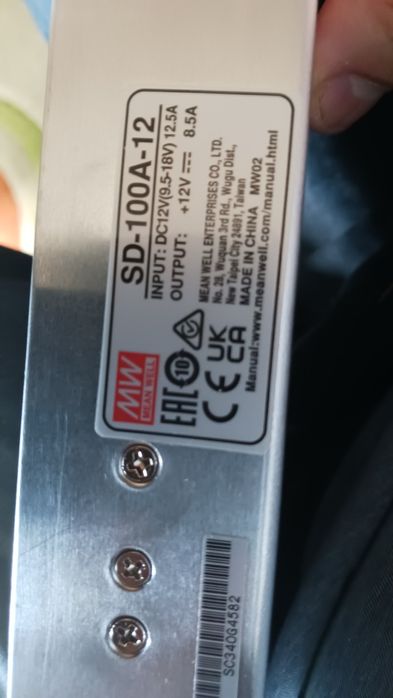 SD-100A-12
INPUT: DC12V(9.5-18V) 12.5A
OUTPUT: +12V ⎓ 8.5A
MEAN WELL ENTERPRISES CO., LTD.
No. 28, Wuquan 3rd Rd., Wugu Dist.,
New Taipei City 24891, Taiwan
MADE IN CHINA MW02
Manual:www.meanwell.com/manual.html
MW
MEAN WELL
EAC
10
CE
UK
CA
SC340G4582